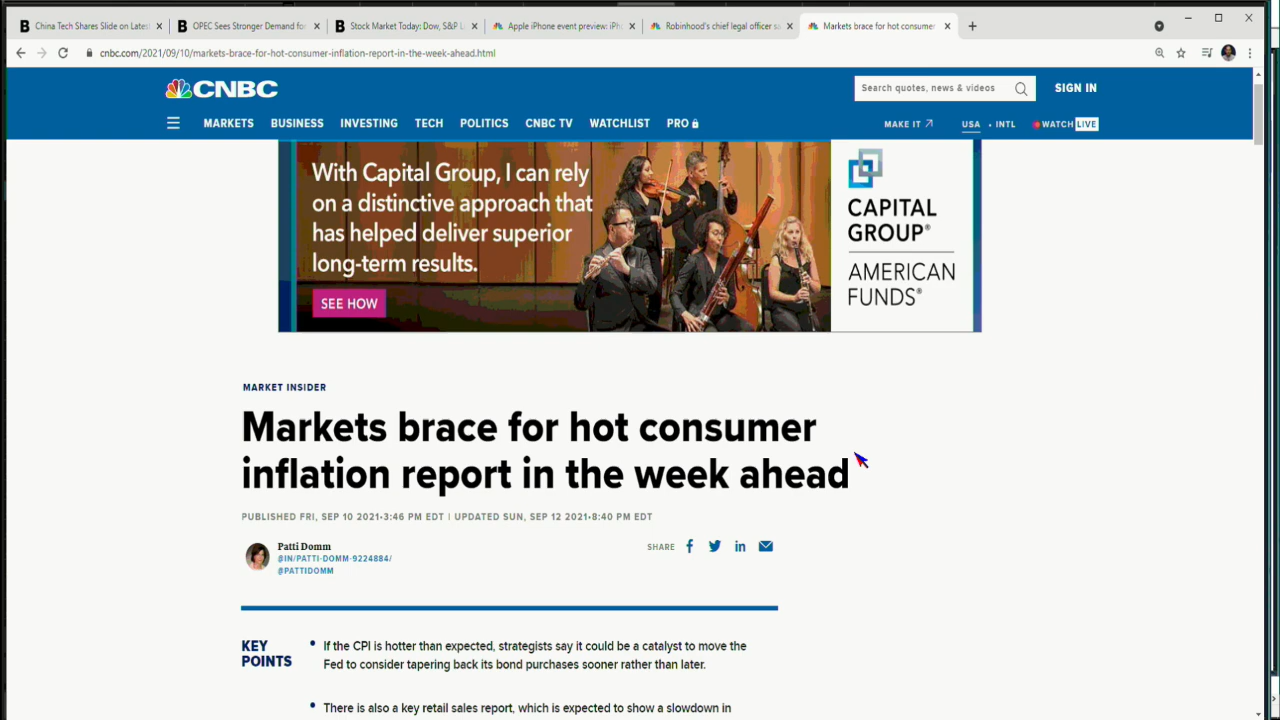 China Tech Shares Slide on Latest
OPEC Sees Stronger Demand for
Stock Market Today: Dow, S&P L
Apple iPhone event preview: iPh
Robinhood's chief legal officer sa
Markets brace for hot consumer
cnbc.com/2021/09/10/markets-brace-for-hot-consumer-inflation-report-in-the-week-ahead.html
CNBC
Search quotes, news & videos
SIGN IN
MARKETS BUSINESS INVESTING TECH POLITICS CNBC TV WATCHLIST PRO
MAKE IT USA • INTL WATCH LIVE
With Capital Group, I can rely
on a distinctive approach that
has helped deliver superior
long-term results.
SEE HOW
CAPITAL
GROUP®
AMERICAN
FUNDS®
MARKET INSIDER
Markets brace for hot consumer
inflation report in the week ahead
PUBLISHED FRI, SEP 10 2021•3:46 PM EDT | UPDATED SUN, SEP 12 2021•8:40 PM EDT
Patti Domm
@IN/PATTI-DOMM-9224884/
@PATTIDOMM
SHARE
KEY
POINTS
• If the CPI is hotter than expected, strategists say it could be a catalyst to move the
Fed to consider tapering back its bond purchases sooner rather than later.
• There is also a key retail sales report, which is expected to show a slowdown in